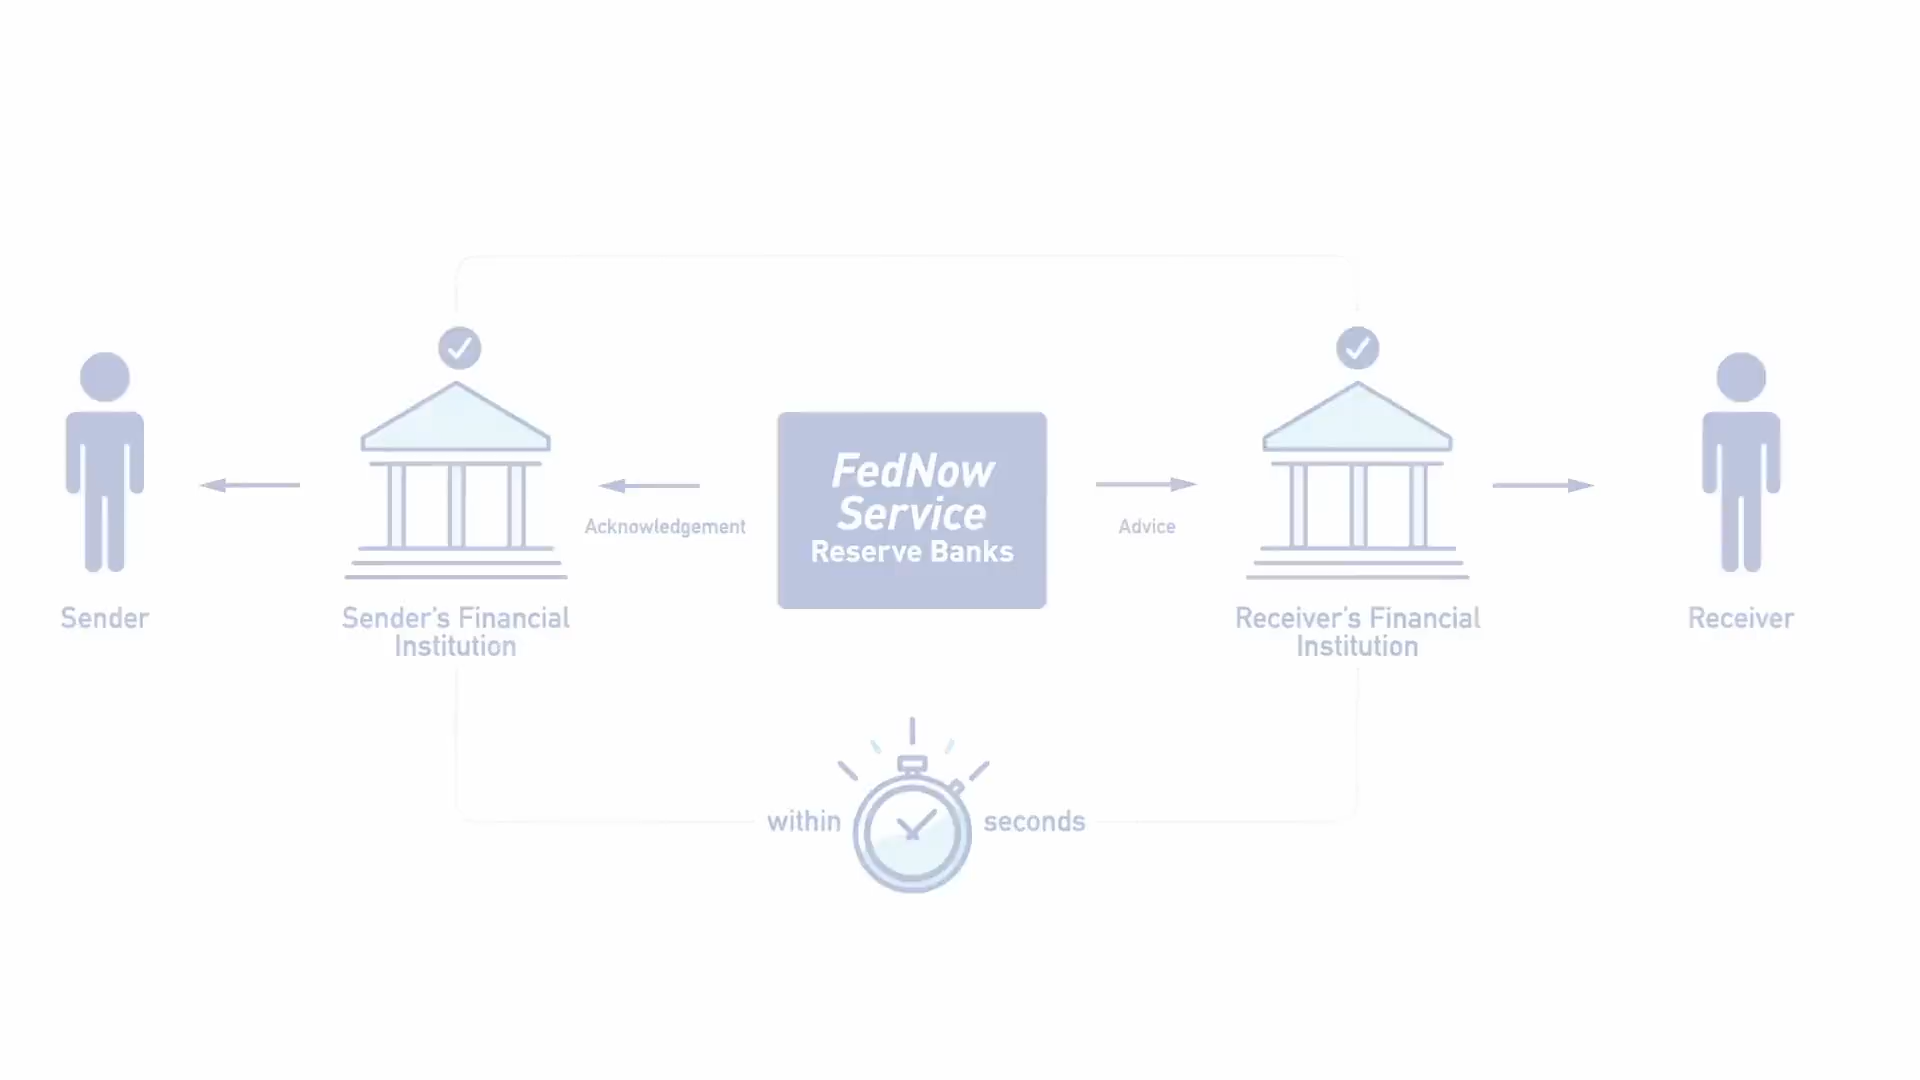 FedNow
Service
Reserve Banks
Acknowledgement
Advice
Sender
Sender's Financial
Institution
Receiver's Financial
Institution
Receiver
within
seconds